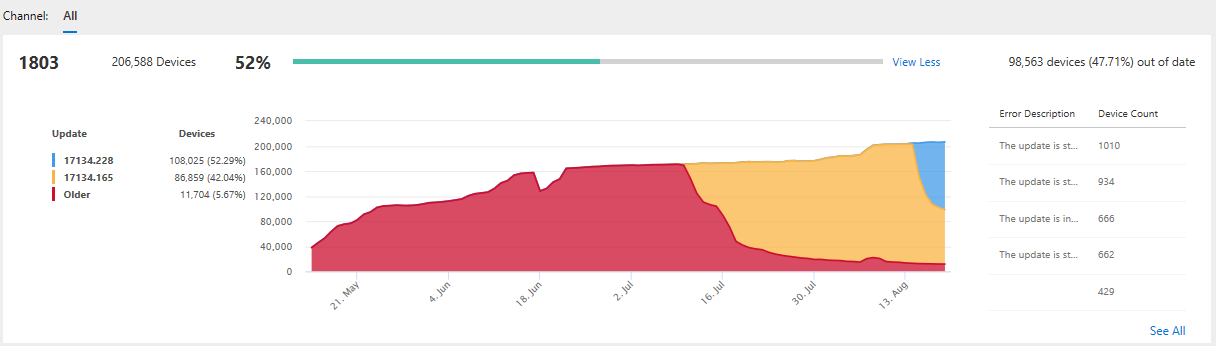 Channel: All
1803 206,588 Devices 52% View Less 98,563 devices (47.71%) out of date
Update Devices
17134.228 108,025 (52.29%)
17134.165 86,859 (42.04%)
Older 11,704 (5.67%)
240,000
200,000
160,000
120,000
80,000
40,000
0
21. May 4. Jun 18. Jun 2. Jul 16. Jul 30. Jul 13. Aug
Error Description Device Count
The update is st... 1010
The update is st... 934
The update is in... 666
The update is st... 662
429
See All